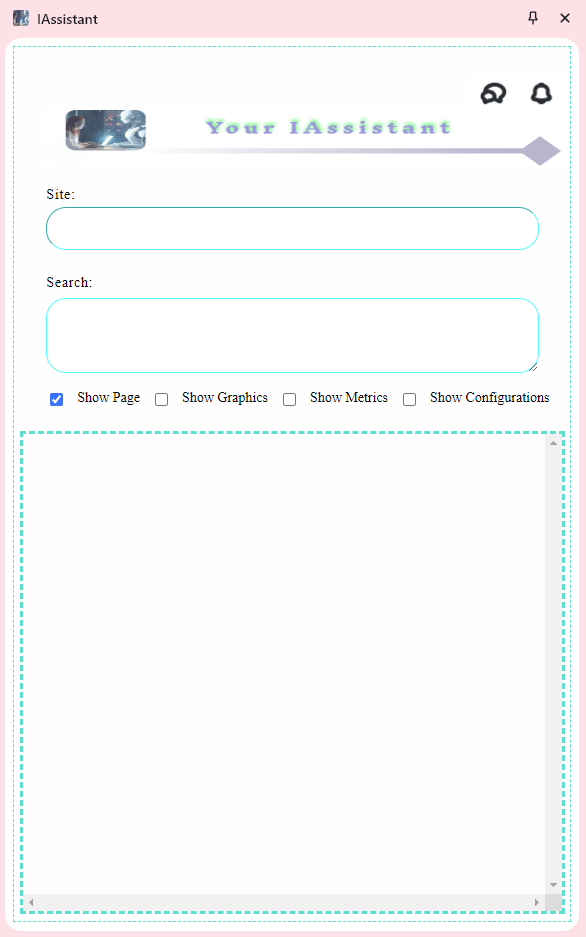 IAssistant
Your IAssistant
Site:
Search:
Show Page Show Graphics Show Metrics Show Configurations